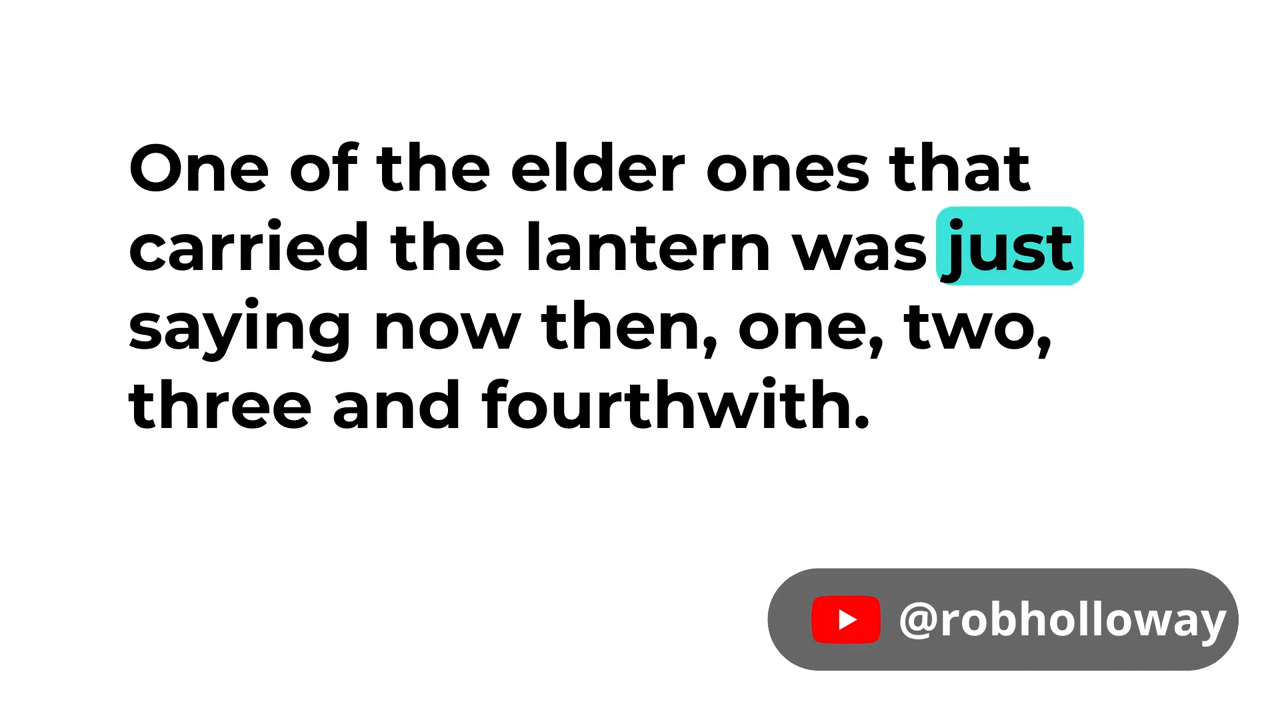 One of the elder ones that
carried the lantern was just
saying now then, one, two,
three and fourthwith.
@robholloway